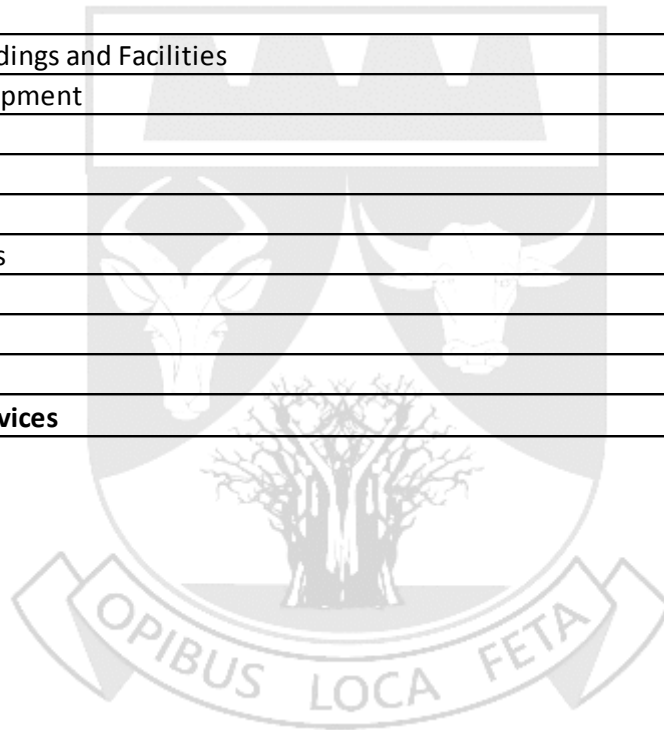 dings and Facilities
pment
s
vices
OPIBUS LOCA FETA